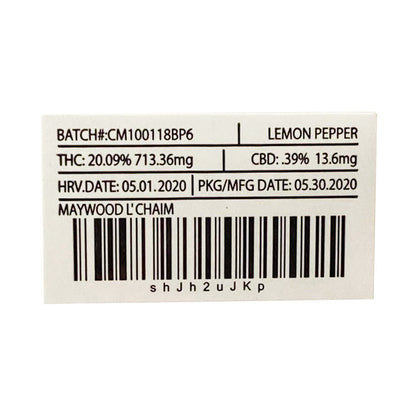 BATCH#:CM100118BP6 | LEMON PEPPER
THC: 20.09% 713.36mg | CBD: .39% 13.6mg
HRV.DATE: 05.01.2020 | PKG/MFG DATE: 05.30.2020
MAYWOOD L'CHAIM
shJh2uJKp